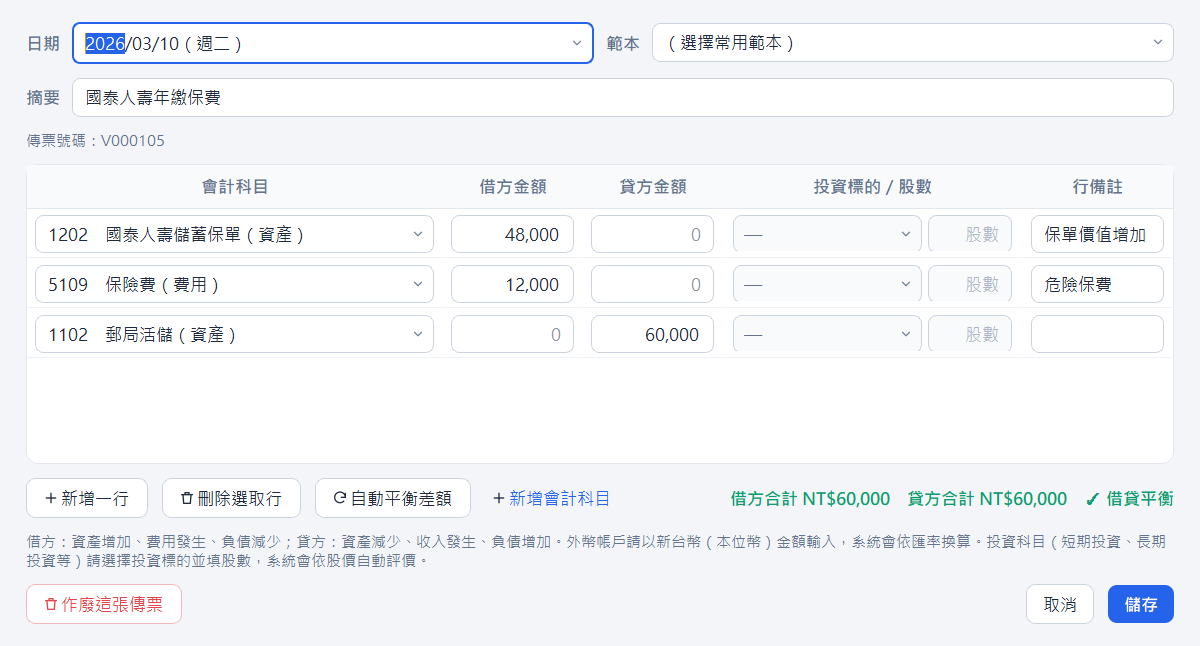 日期 2026/03/10（週二） 範本 （選擇常用範本）
摘要 國泰人壽年繳保費
傳票號碼：V000105
會計科目 借方金額 貸方金額 投資標的 / 股數 行備註
1202 國泰人壽儲蓄保單（資產） 48,000 0 — 股數 保單價值增加
5109 保險費（費用） 12,000 0 — 股數 危險保費
1102 郵局活儲（資產） 0 60,000 — 股數
+ 新增一行 刪除選取行 自動平衡差額 + 新增會計科目 借方合計 NT$60,000 貸方合計 NT$60,000 ✓ 借貸平衡
借方：資產增加、費用發生、負債減少；貸方：資產減少、收入發生、負債增加。外幣帳戶請以新台幣（本位幣）金額輸入，系統會依匯率換算。投資科目（短期投資、長期
投資等）請選擇投資標的並填股數，系統會依股價自動評價。
作廢這張傳票 取消 儲存